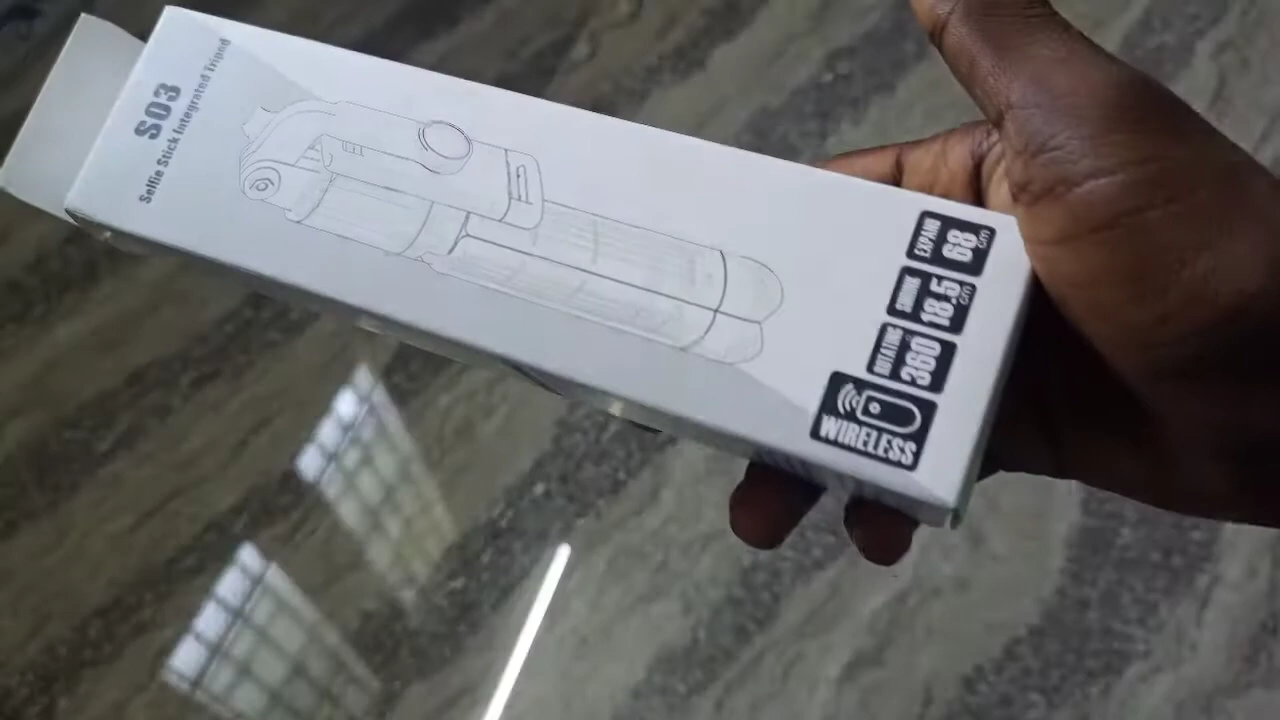 S03
Selfie Stick Integrated Tripod
EXPAND
68cm
SHRINK
18.5cm
ROTATING
360°
WIRELESS